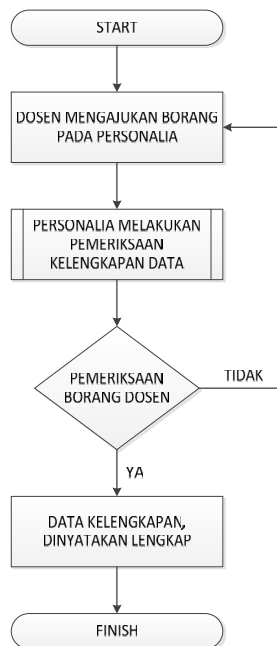 START
DOSEN MENGAJUKAN BORANG
PADA PERSONALIA
PERSONALIA MELAKUKAN
PEMERIKSAAN
KELENGKAPAN DATA
PEMERIKSAAN
BORANG DOSEN
TIDAK
YA
DATA KELENGKAPAN,
DINYATAKAN LENGKAP
FINISH